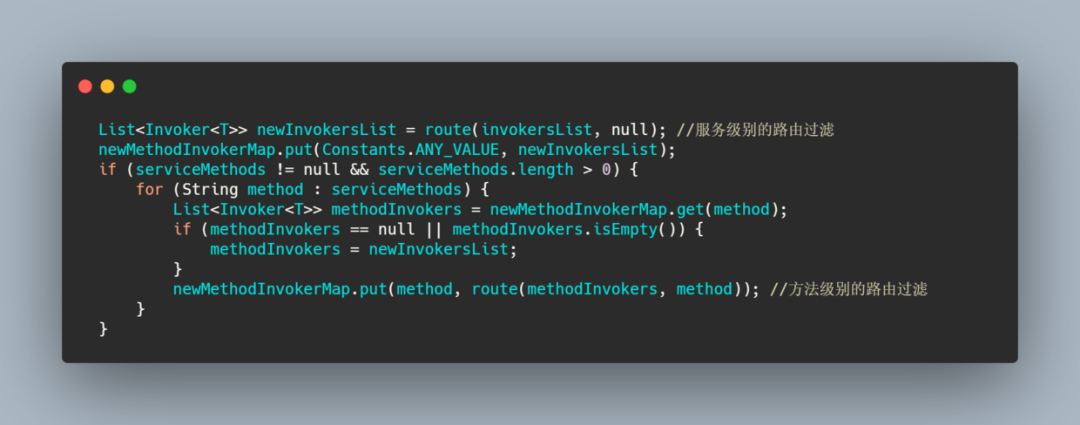 List<Invoker<T>> newInvokersList = route(invokersList, null); //服务级别的路由过滤
newMethodInvokerMap.put(Constants.ANY_VALUE, newInvokersList);
if (serviceMethods != null && serviceMethods.length > 0) {
    for (String method : serviceMethods) {
        List<Invoker<T>> methodInvokers = newMethodInvokerMap.get(method);
        if (methodInvokers == null || methodInvokers.isEmpty()) {
            methodInvokers = newInvokersList;
        }
        newMethodInvokerMap.put(method, route(methodInvokers, method)); //方法级别的路由过滤
    }
}